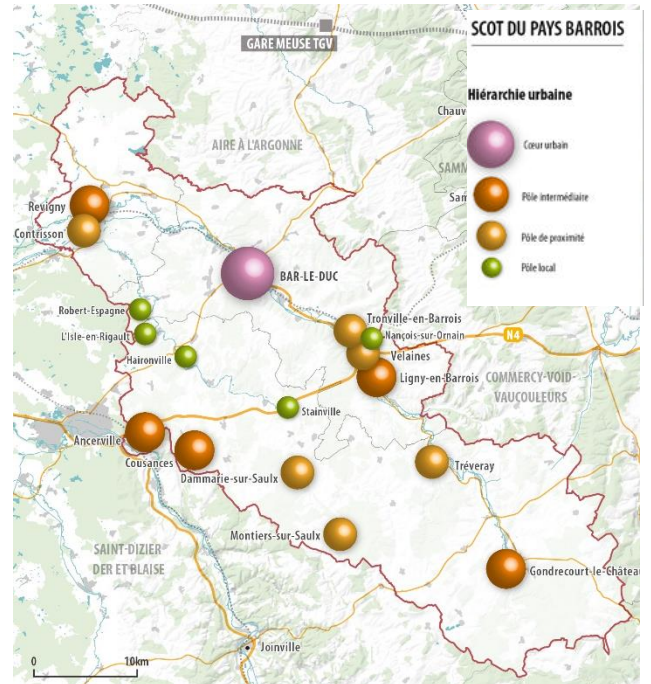 SCOT DU PAYS BARROIS
GARE MEUSE TGV
Hiérarchie urbaine
Cœur urbain
Pôle intermédiaire
Pôle de proximité
Pôle local
Chauv
AIRE À L'ARGONNE
SAMM
Sam
Revigny
Contrisson
BAR-LE-DUC
Robert-Espagne
L'Isle-en-Rigault
Haironville
Tronville-en-Barrois
Nançois-sur-Ornain
N4
Velaines
Ligny-en-Barrois
COMMERCY-VOID-
VAUCOULEURS
Stainville
Ancerville
Cousances
Dammarie-sur-Saulx
Tréveray
Montiers-sur-Saulx
SAINT-DIZIER
DER ET BLAISE
Gondrecourt-le-Château
Joinville
0 10km